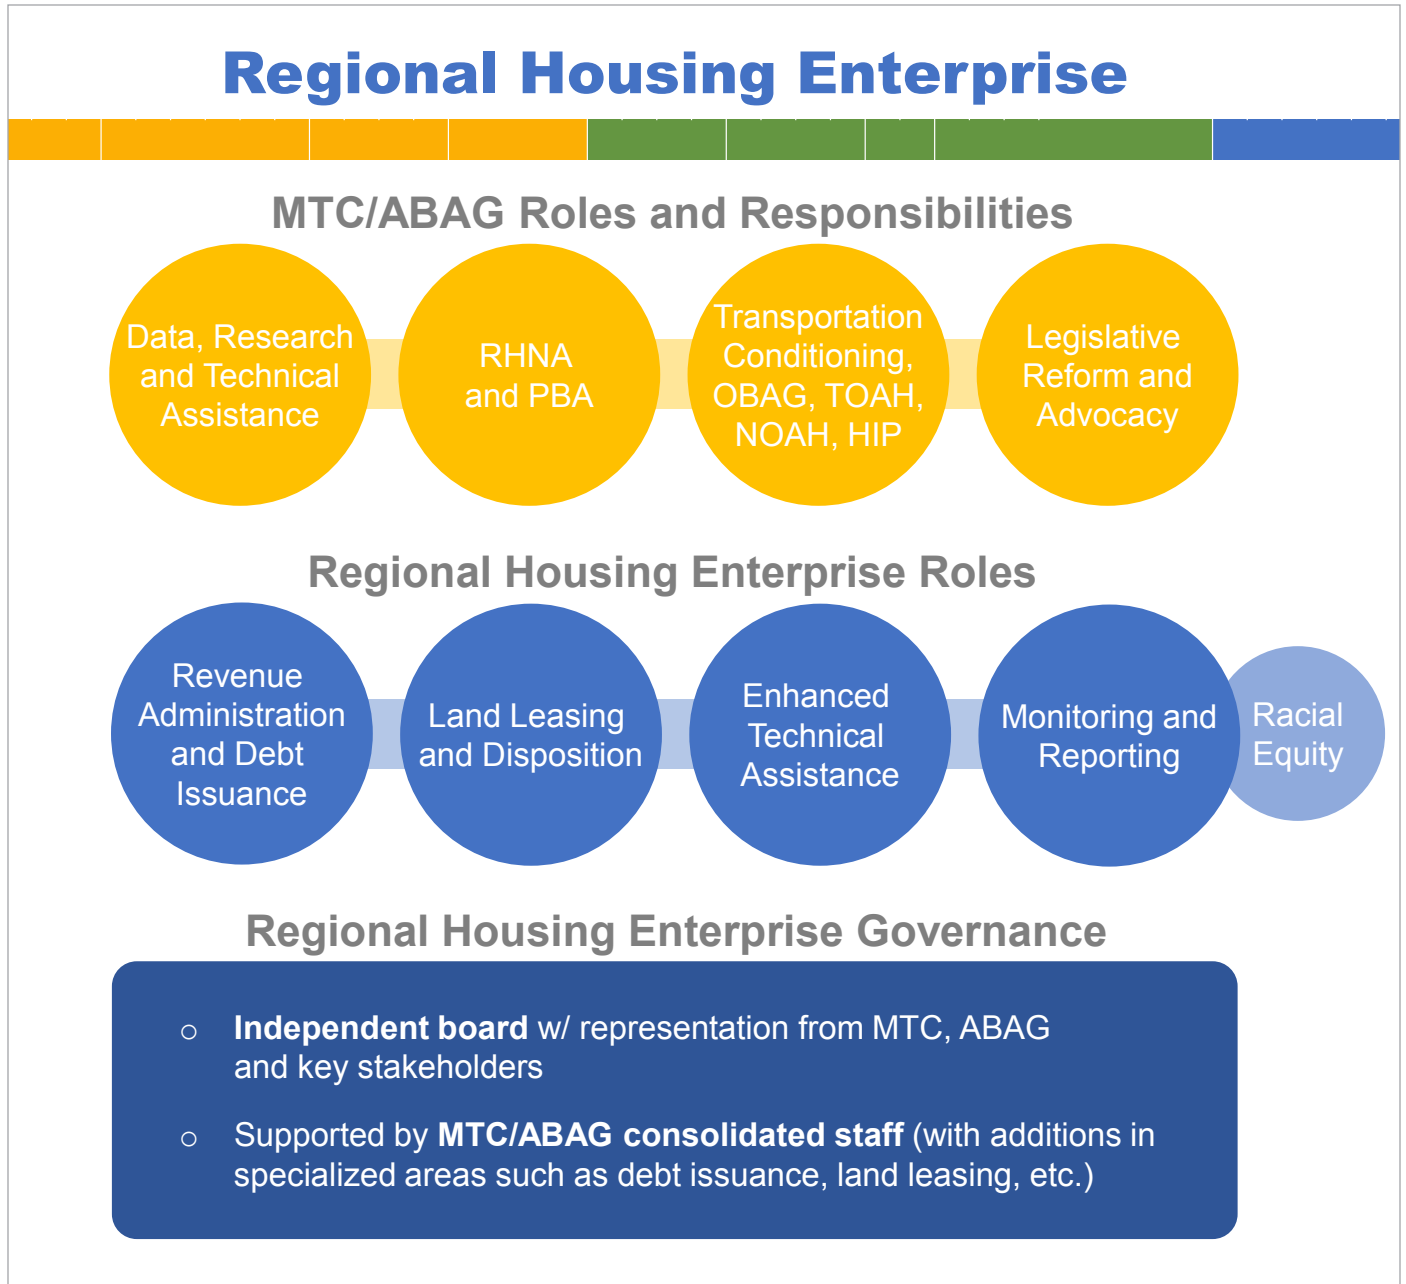 Regional Housing Enterprise
MTC/ABAG Roles and Responsibilities
Data, Research
and Technical
Assistance
RHNA
and PBA
Transportation
Conditioning,
OBAG, TOAH,
NOAH, HIP
Legislative
Reform and
Advocacy
Regional Housing Enterprise Roles
Revenue
Administration
and Debt
Issuance
Land Leasing
and Disposition
Enhanced
Technical
Assistance
Monitoring and
Reporting
Racial
Equity
Regional Housing Enterprise Governance
o Independent board w/ representation from MTC, ABAG
and key stakeholders
o Supported by MTC/ABAG consolidated staff (with additions in
specialized areas such as debt issuance, land leasing, etc.)